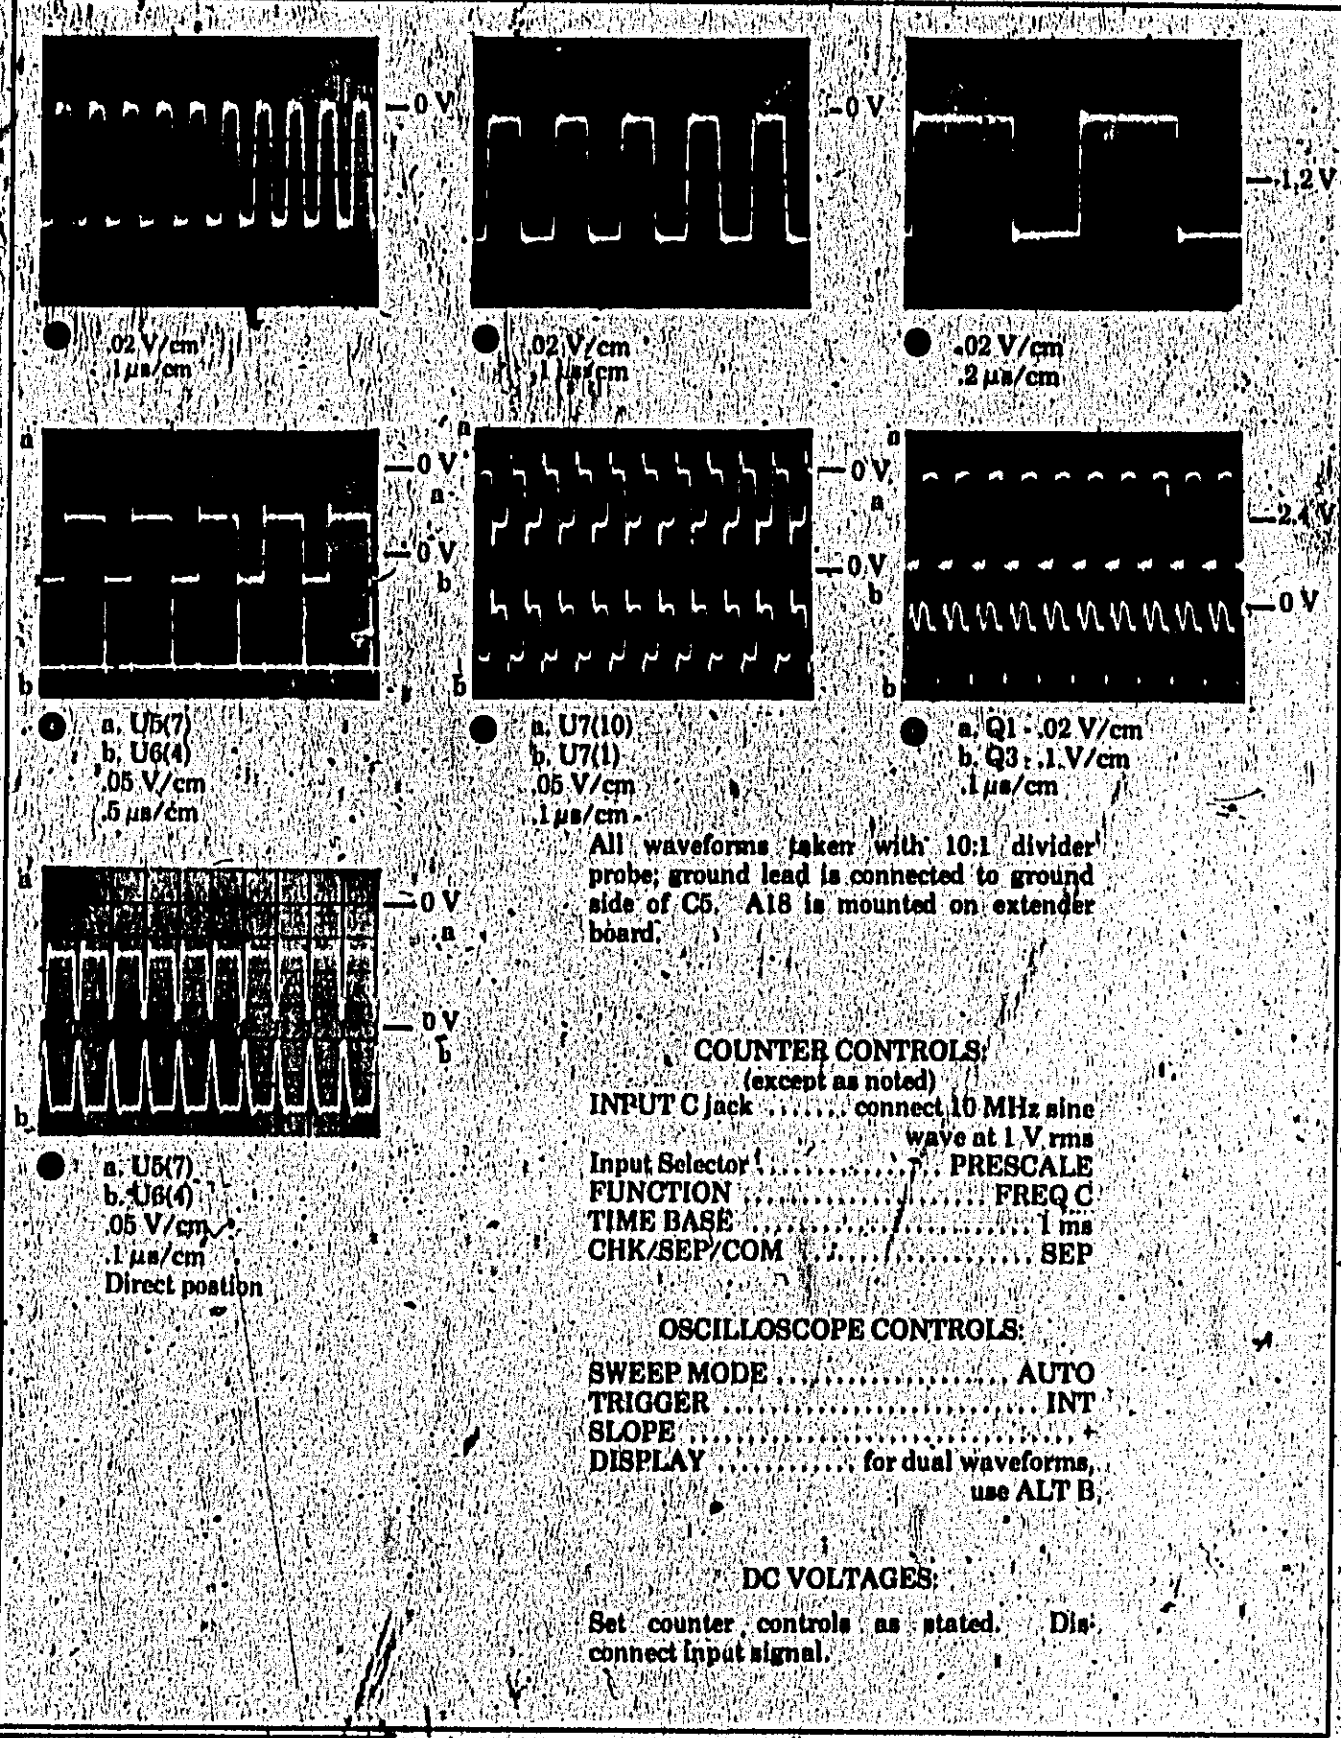 0 V
0 V
1.2 V
.02 V/cm
.1 µs/cm
.02 V/cm
.1 µs/cm
.02 V/cm
.2 µs/cm
a
0 V
a
0 V
b
b
a
0 V
a
0 V
b
b
a
2.4 V
0 V
b
a. U5(7)
b. U6(4)
.05 V/cm
.5 µs/cm
a. U7(10)
b. U7(1)
.05 V/cm
.1 µs/cm
a. Q1 - .02 V/cm
b. Q3 - .1 V/cm
.1 µs/cm
All waveforms taken with 10:1 divider
probe; ground lead is connected to ground
side of C5. A18 is mounted on extender
board.
a
0 V
a
0 V
b
b
a. U5(7)
b. U6(4)
.05 V/cm
.1 µs/cm
Direct postion
COUNTER CONTROLS:
(except as noted)
INPUT C jack ....... connect 10 MHz sine
wave at 1 V rms
Input Selector ............... PRESCALE
FUNCTION .................... FREQ C
TIME BASE ........................ 1 ms
CHK/SEP/COM .................. SEP
OSCILLOSCOPE CONTROLS:
SWEEP MODE ................... AUTO
TRIGGER .......................... INT
SLOPE ................................ +
DISPLAY ............ for dual waveforms,
use ALT B.
DC VOLTAGES:
Set counter controls as stated. Dis-
connect input signal.